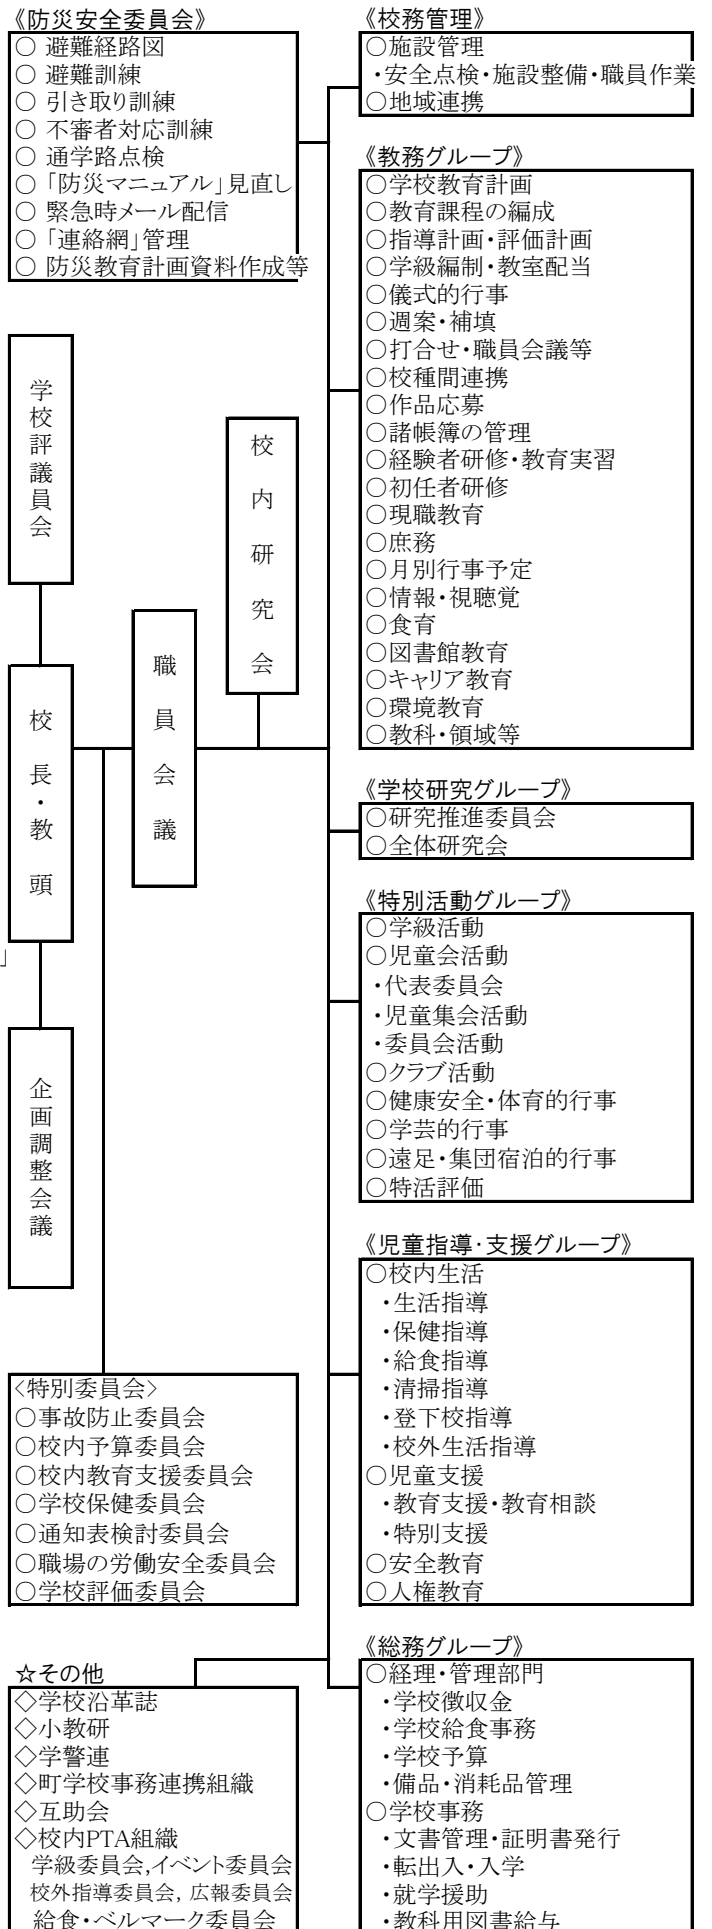 《防災安全委員会》
○ 避難経路図
○ 避難訓練
○ 引き取り訓練
○ 不審者対応訓練
○ 通学路点検
○「防災マニュアル」見直し
○ 緊急時メール配信
○「連絡網」管理
○ 防災教育計画資料作成等
学校評議員会
校長・教頭
」
企画調整会議
職員会議
校内研究会
<特別委員会>
○事故防止委員会
○校内予算委員会
○校内教育支援委員会
○学校保健委員会
○通知表検討委員会
○職場の労働安全委員会
○学校評価委員会
☆その他
◇学校沿革誌
◇小教研
◇学警連
◇町学校事務連携組織
◇互助会
◇校内PTA組織
学級委員会,イベント委員会
校外指導委員会, 広報委員会
給食・ベルマーク委員会
《校務管理》
○施設管理
・安全点検・施設整備・職員作業
○地域連携
《教務グループ》
○学校教育計画
○教育課程の編成
○指導計画・評価計画
○学級編制・教室配当
○儀式的行事
○週案・補填
○打合せ・職員会議等
○校種間連携
○作品応募
○諸帳簿の管理
○経験者研修・教育実習
○初任者研修
○現職教育
○庶務
○月別行事予定
○情報・視聴覚
○食育
○図書館教育
○キャリア教育
○環境教育
○教科・領域等
《学校研究グループ》
○研究推進委員会
○全体研究会
《特別活動グループ》
○学級活動
○児童会活動
・代表委員会
・児童集会活動
・委員会活動
○クラブ活動
○健康安全・体育的行事
○学芸的行事
○遠足・集団宿泊的行事
○特活評価
《児童指導・支援グループ》
○校内生活
・生活指導
・保健指導
・給食指導
・清掃指導
・登下校指導
・校外生活指導
○児童支援
・教育支援・教育相談
・特別支援
○安全教育
○人権教育
《総務グループ》
○経理・管理部門
・学校徴収金
・学校給食事務
・学校予算
・備品・消耗品管理
○学校事務
・文書管理・証明書発行
・転出入・入学
・就学援助
・教科用図書給与